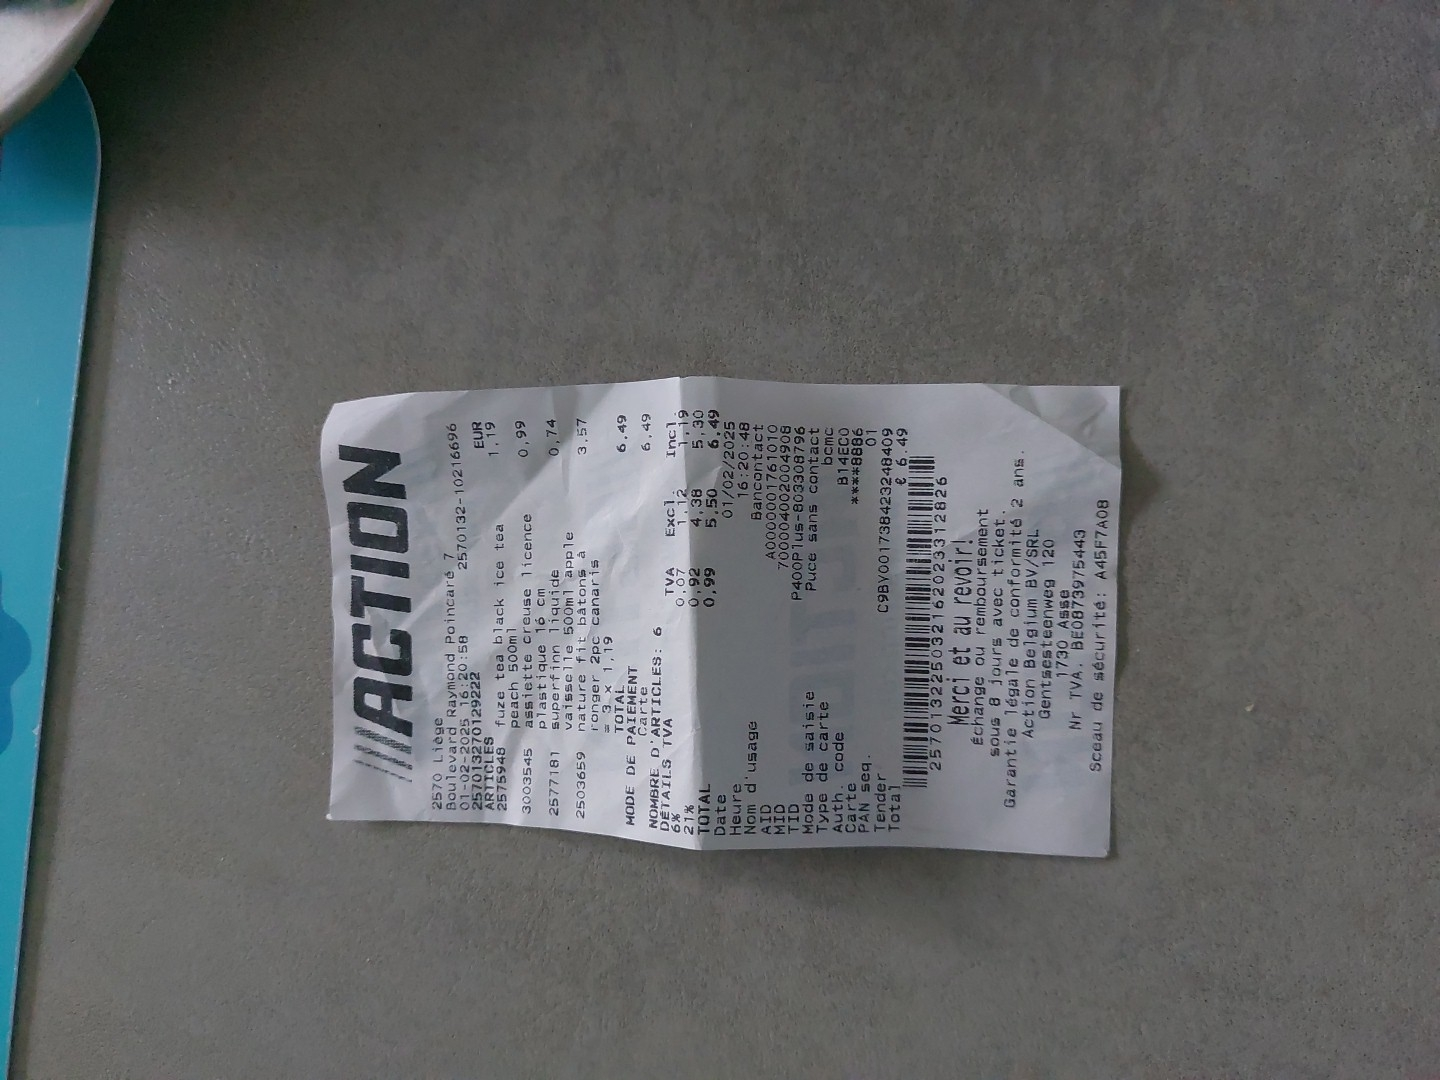 ACTION
2570 Liège
Boulevard Raymond Poincaré 7
01-02-2025 16:20:58 2570132-10216696
257013270129222
ARTICLES EUR
2575948 fuze tea black ice tea 1,19
peach 500ml
3003545 assiette creuse licence 0,99
plastique 16 cm
2577181 superfinn liquide 0,74
vaisselle 500ml apple
2503659 nature fit bâtons à 3,57
ronger 2pc canaris
= 3 x 1,19
TOTAL 6,49
MODE DE PAIEMENT
Carte 6,49
NOMBRE D'ARTICLES: 6
DÉTAILS TVA TVA Excl. Incl.
6% 0,07 1,12 1,19
21% 0,92 4,38 5,30
TOTAL 0,99 5,50 6,49
Date 01/02/2025
Heure 16:20:48
Nom d'usage Bancontact
AID A0000001761010
MID 700004002004908
TID P400Plus-803308796
Mode de saisie Puce sans contact
Type de carte bcmc
Auth. code B14EC0
Carte ****8886
PAN seq. 01
Tender C9BY001738423248409
Total € 6.49
257013225032162023312826
Merci et au revoir!
Échange ou remboursement
sous 8 jours avec ticket.
Garantie légale de conformité 2 ans.
Action Belgium BV/SRL
Gentsesteenweg 120
1730 Asse
Nr TVA. BE0873975443
Sceau de sécurité: A45F7A08